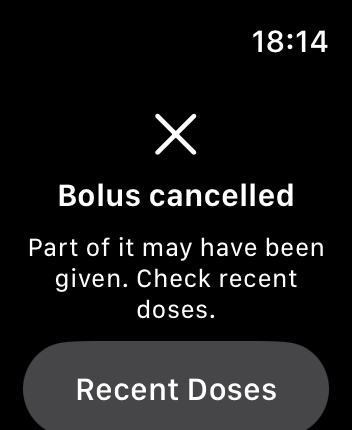 18:14
Bolus cancelled
Part of it may have been
given. Check recent
doses.
Recent Doses